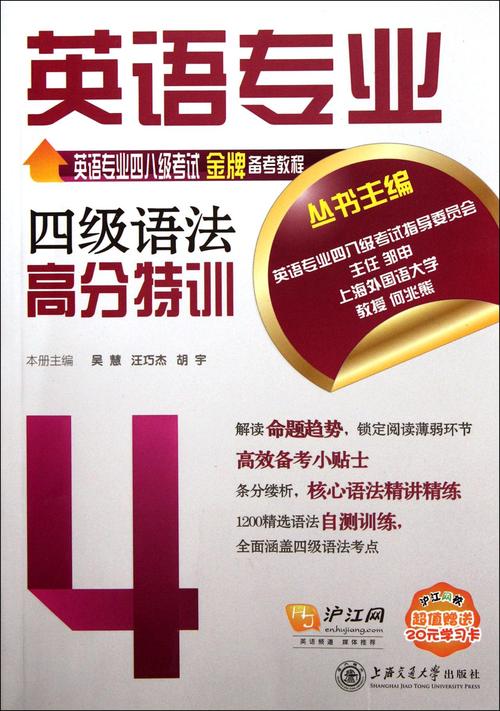 英语专业
英语专业四八级考试 金牌 备考教程
丛书主编
英语专业四八级考试指导委员会
主任 邹申
上海外国语大学
教授 何兆熊
四级语法
高分特训
本册主编 吴慧 汪巧杰 胡宇
4
解读 命题趋势，锁定阅读薄弱环节
高效备考小贴士
条分缕析，核心语法精讲精练
1200精选语法 自测训练，
全面涵盖四级语法考点
HJ 沪江网
enhujiang.com
英语频道 媒体推荐
沪江网校
超值赠送
20元学习卡
上海交通大学出版社
SHANGHAI JIAO TONG UNIVERSITY PRESS